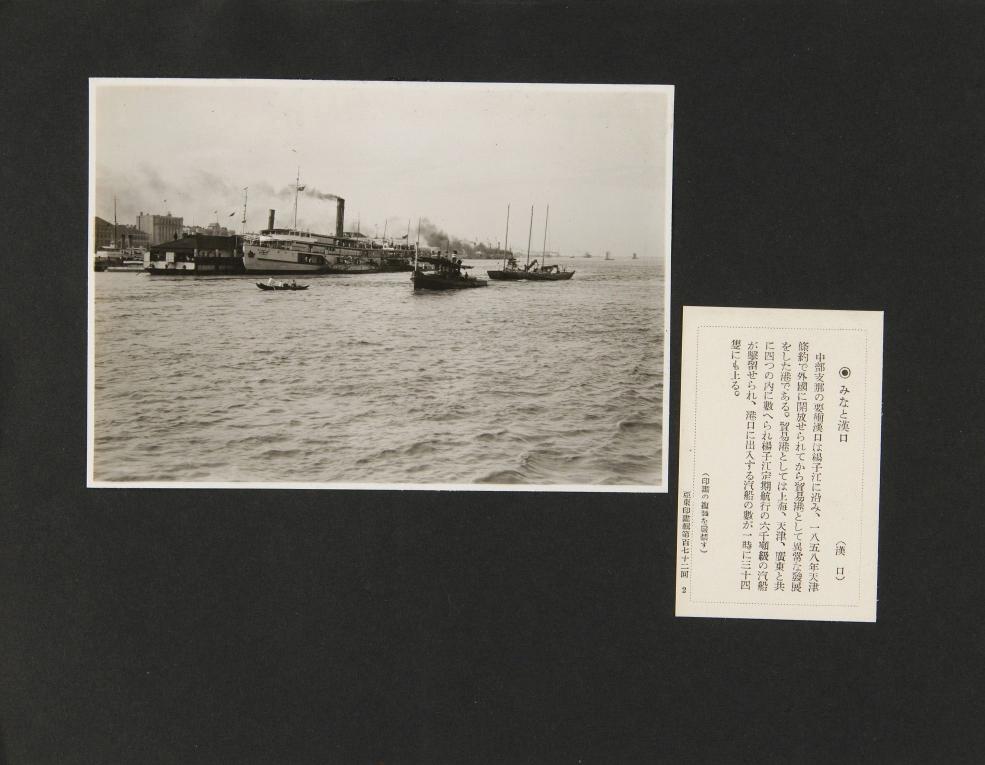 ◉ みなと漢口
(漢口)
中部支那の要衝漢口は揚子江に沿み、一八五八年天津
條約で外國に開放せられてから貿易港として異常な發展
をした港である。貿易港としては上海、天津、廣東と共
に四つの内に數へられ揚子江定期航行の六千噸級の汽船
が繫留せられ、港口に出入する汽船の數が一時に三十四
隻にも上る。
(印畫の複製を嚴禁す)
亞東印畫輯第百七十二回 2